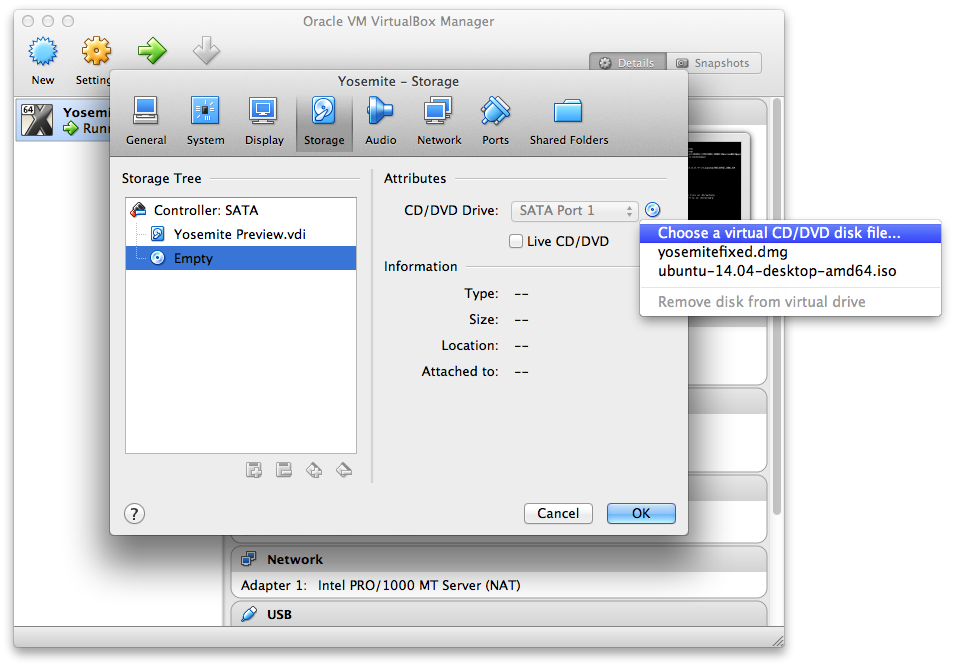 Oracle VM VirtualBox Manager
New
Setting
Details
Snapshots
64
Yosemi
Runn
Yosemite – Storage
General
System
Display
Storage
Audio
Network
Ports
Shared Folders
Storage Tree
Controller: SATA
Yosemite Preview.vdi
Empty
Attributes
CD/DVD Drive: SATA Port 1
Live CD/DVD
Information
Type: --
Size: --
Location: --
Attached to: --
Choose a virtual CD/DVD disk file...
yosemitefixed.dmg
ubuntu-14.04-desktop-amd64.iso
Remove disk from virtual drive
?
Cancel
OK
Network
Adapter 1: Intel PRO/1000 MT Server (NAT)
USB